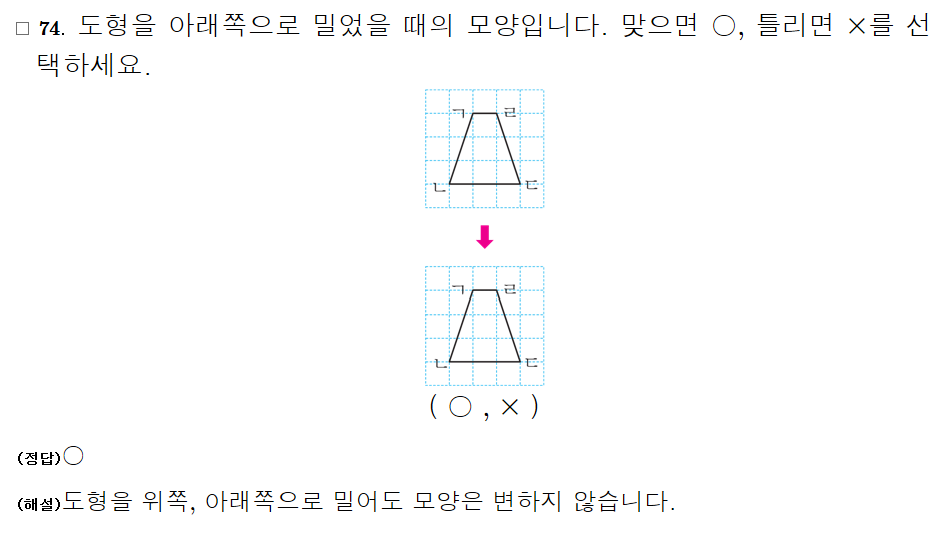 □ 74. 도형을 아래쪽으로 밀었을 때의 모양입니다. 맞으면 ○, 틀리면 ×를 선
택하세요.
ㄱ ㄹ
ㄴ ㄷ
ㄱ ㄹ
ㄴ ㄷ
( ○ , × )
(정답)○
(해설)도형을 위쪽, 아래쪽으로 밀어도 모양은 변하지 않습니다.